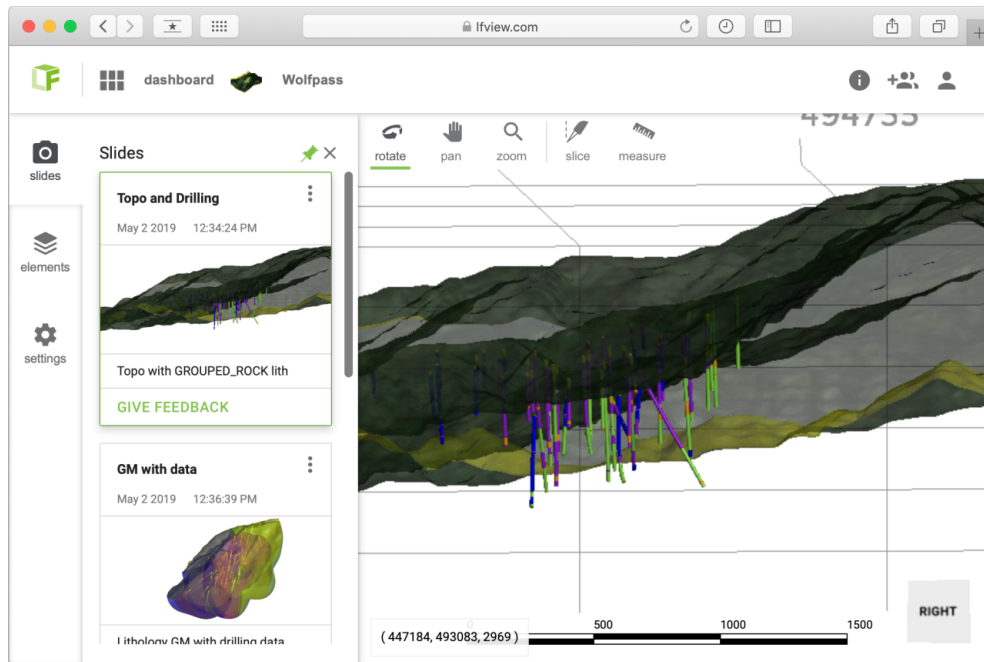 lfview.com
dashboard
Wolfpass
slides
elements
settings
Slides
Topo and Drilling
May 2 2019 12:34:24 PM
Topo with GROUPED_ROCK lith
GIVE FEEDBACK
GM with data
May 2 2019 12:36:39 PM
Lithology GM with drilling data
rotate
pan
zoom
slice
measure
494735
RIGHT
( 447184, 493083, 2969 )
0 500 1000 1500